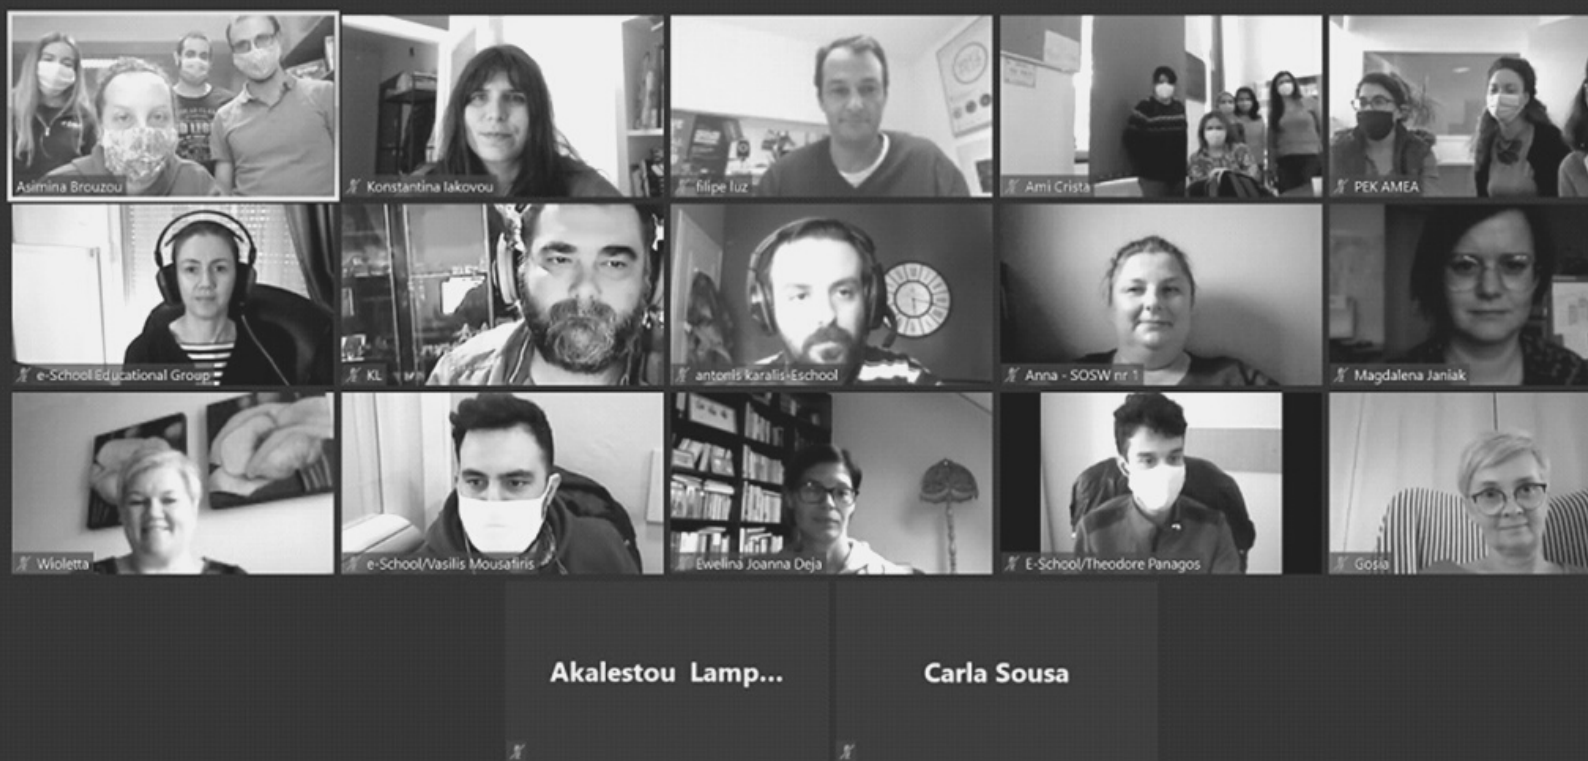 Asimina Brouzou
Konstantina Iakovou
filipe luz
Ami Crista
PEK AMEA
e-School Educational Group
KL
antonis karalis-Eschool
Anna - SOSW nr 1
Magdalena Janiak
Wioletta
e-School/Vasilis Mousafiris
Ewelina Joanna Deja
E-School/Theodore Panagos
Gosia
Akalestou Lamp...
Carla Sousa